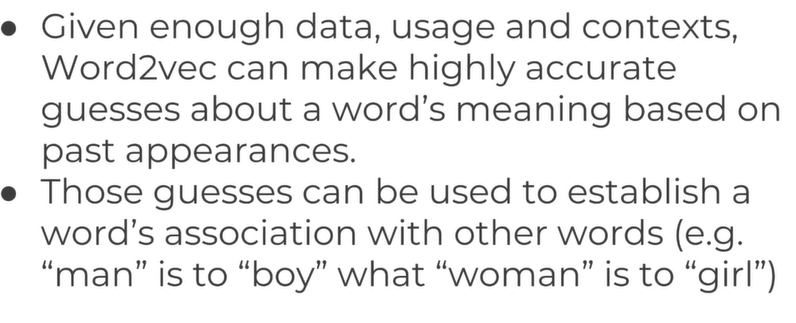 ● Given enough data, usage and contexts,
Word2vec can make highly accurate
guesses about a word’s meaning based on
past appearances.
● Those guesses can be used to establish a
word’s association with other words (e.g.
“man” is to “boy” what “woman” is to “girl”)